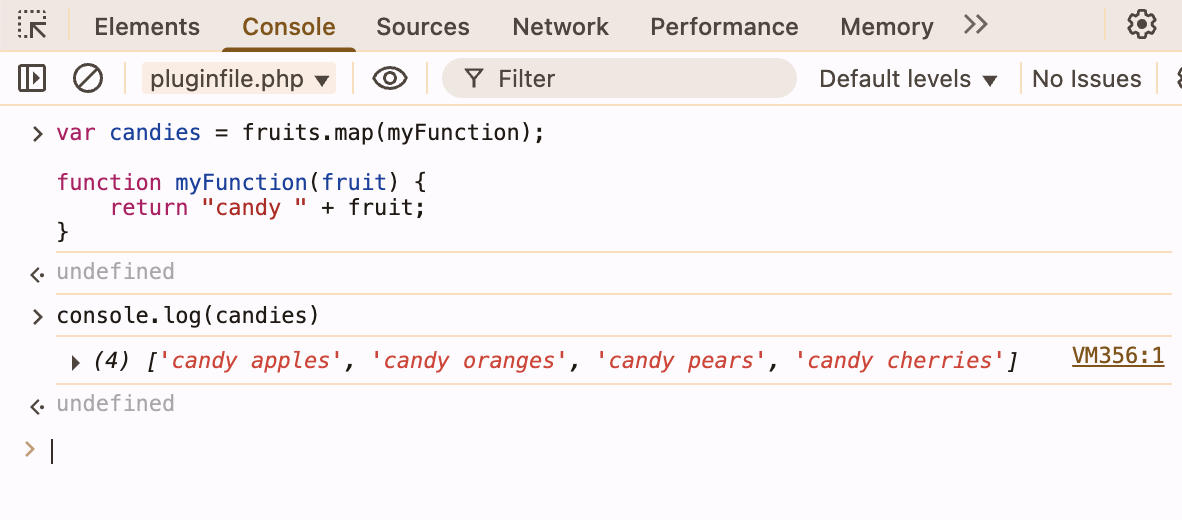 Elements Console Sources Network Performance Memory
pluginfile.php Filter Default levels No Issues
var candies = fruits.map(myFunction);
function myFunction(fruit) {
    return "candy " + fruit;
}
undefined
console.log(candies)
(4) ['candy apples', 'candy oranges', 'candy pears', 'candy cherries'] VM356:1
undefined